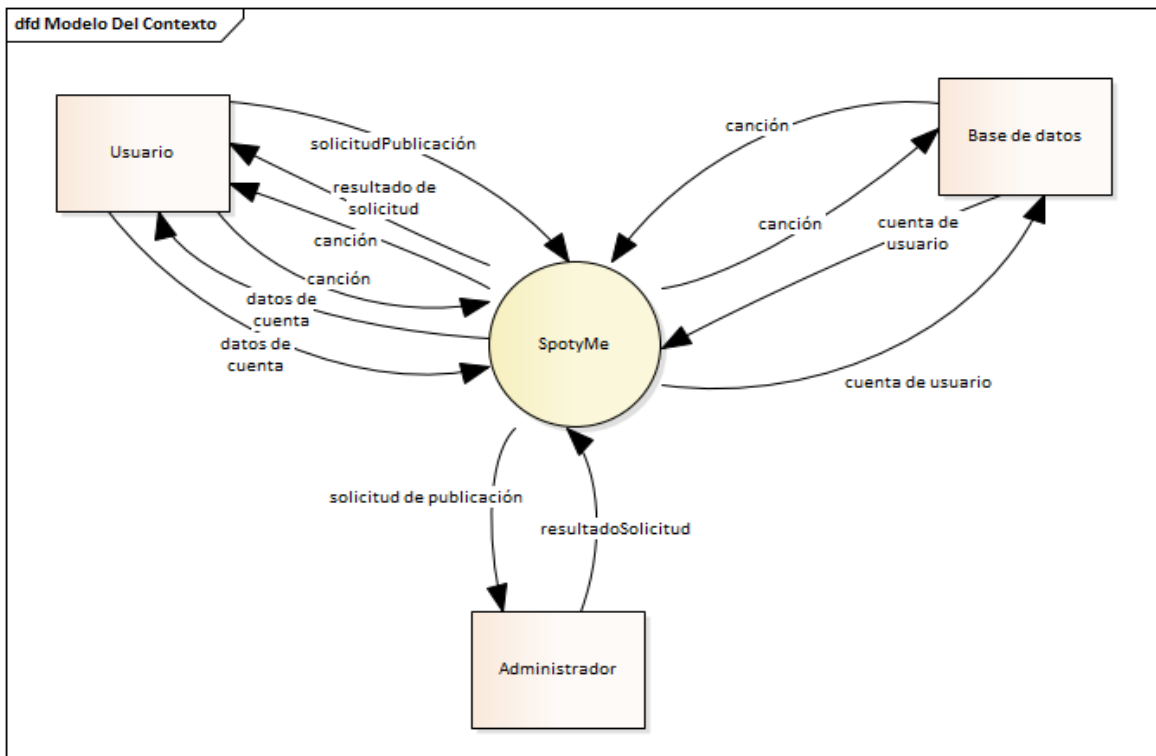 dfd Modelo Del Contexto
Usuario
Base de datos
solicitudPublicación
canción
resultado de
solicitud
canción
canción
cuenta de
usuario
canción
datos de
cuenta
datos de
cuenta
SpotyMe
cuenta de usuario
solicitud de publicación
resultadoSolicitud
Administrador